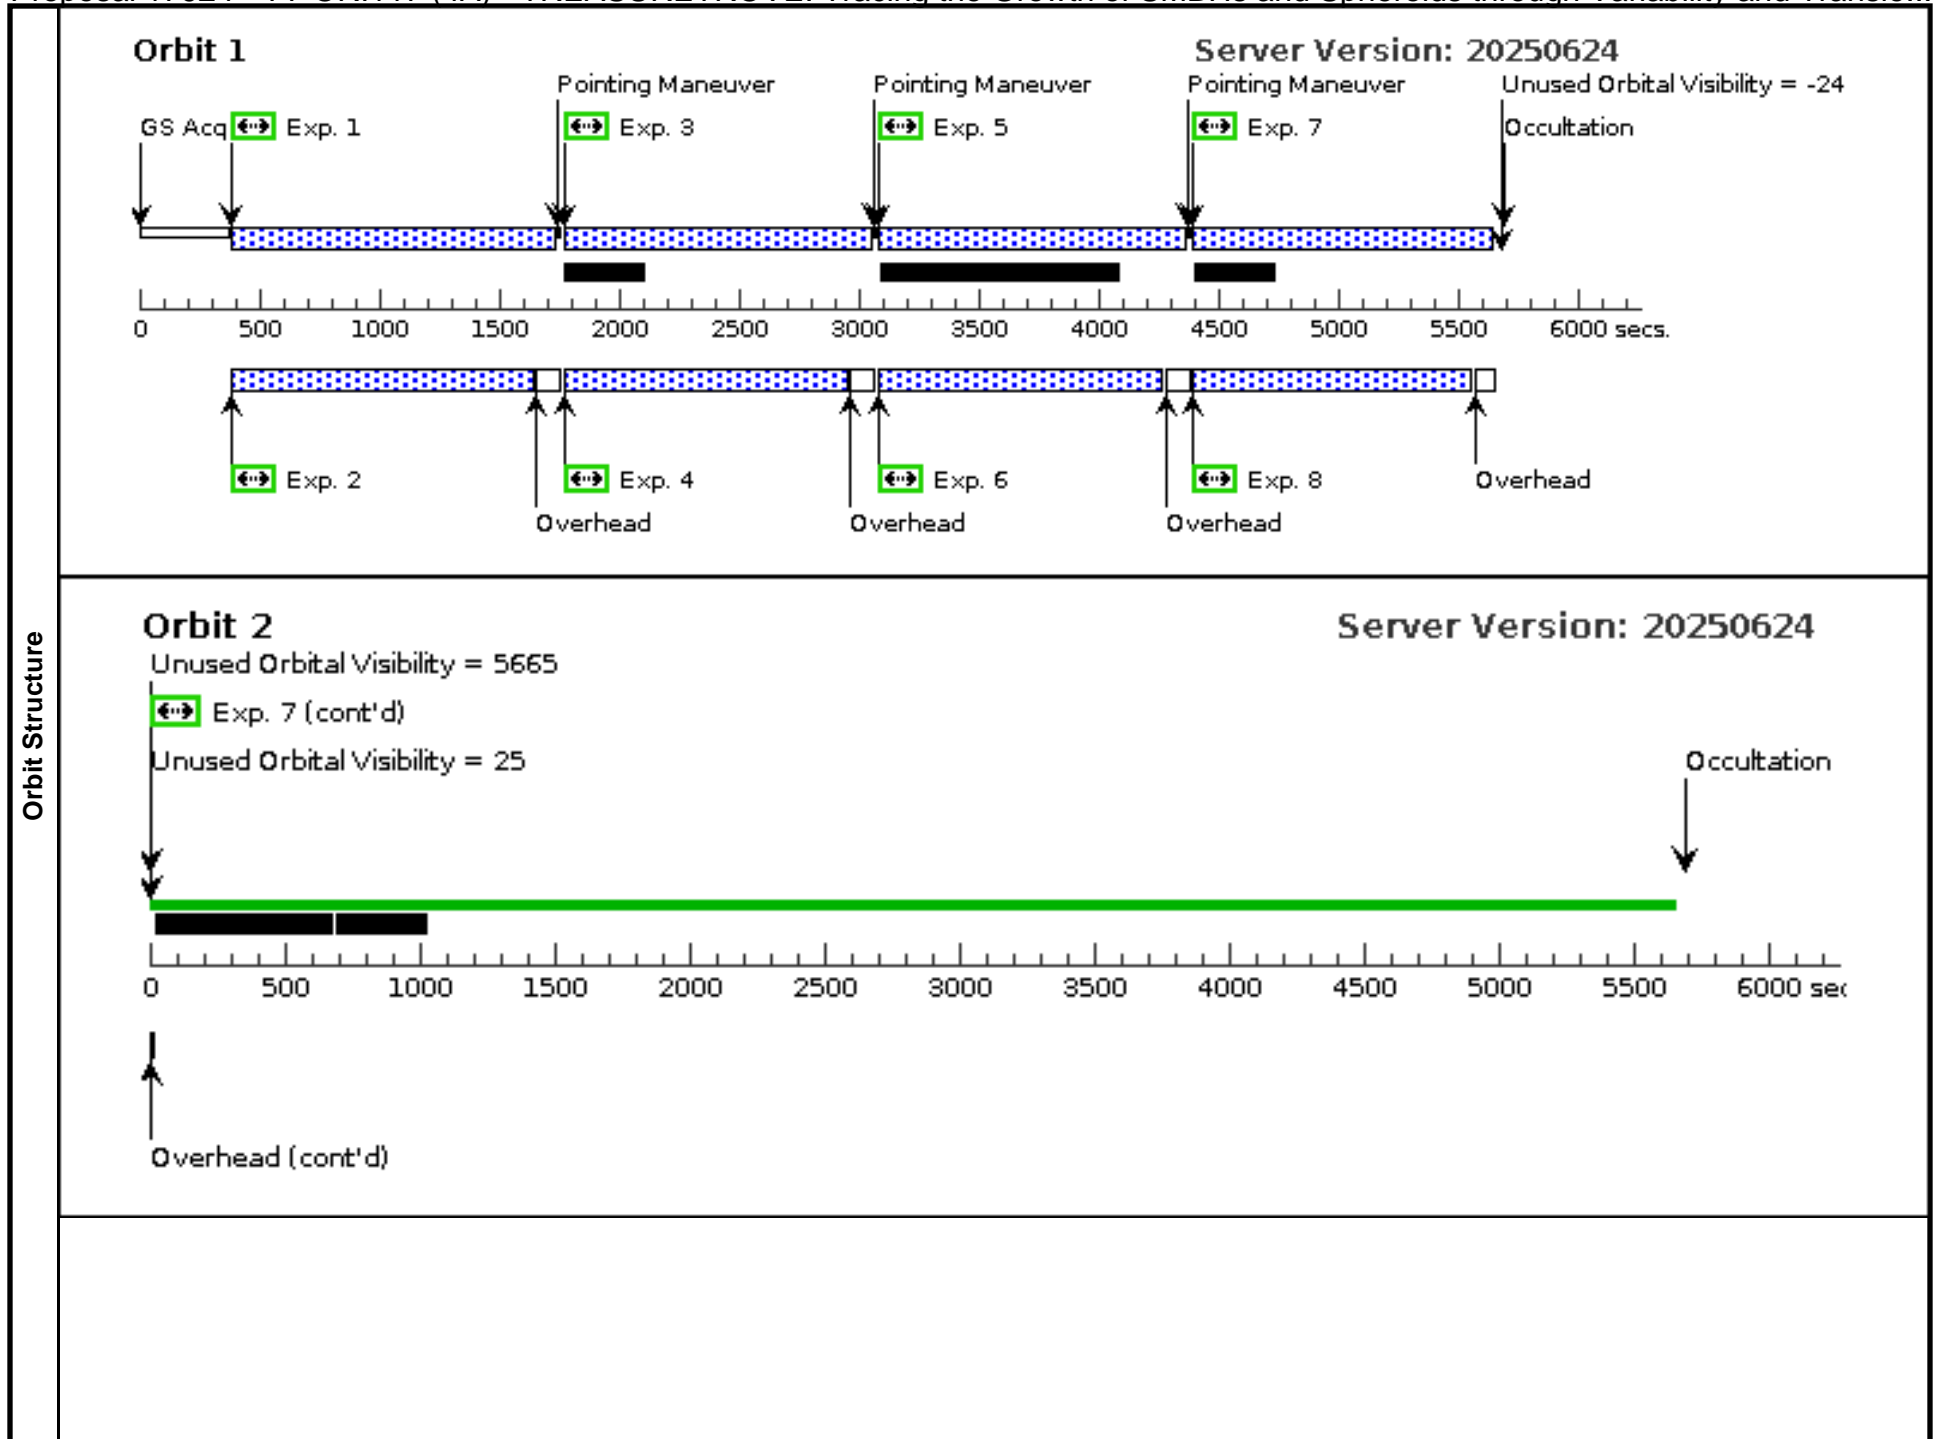 Orbit Structure
Orbit 1
Server Version: 20250624
Pointing Maneuver Pointing Maneuver Pointing Maneuver Unused Orbital Visibility = -24
GS Acq Exp. 1 Exp. 3 Exp. 5 Exp. 7 Occultation
0 500 1000 1500 2000 2500 3000 3500 4000 4500 5000 5500 6000 secs.
Exp. 2 Exp. 4 Exp. 6 Exp. 8 Overhead
Overhead Overhead Overhead
Orbit 2
Server Version: 20250624
Unused Orbital Visibility = 5665
Exp. 7 (cont'd)
Unused Orbital Visibility = 25 Occultation
0 500 1000 1500 2000 2500 3000 3500 4000 4500 5000 5500 6000
Overhead (cont'd)